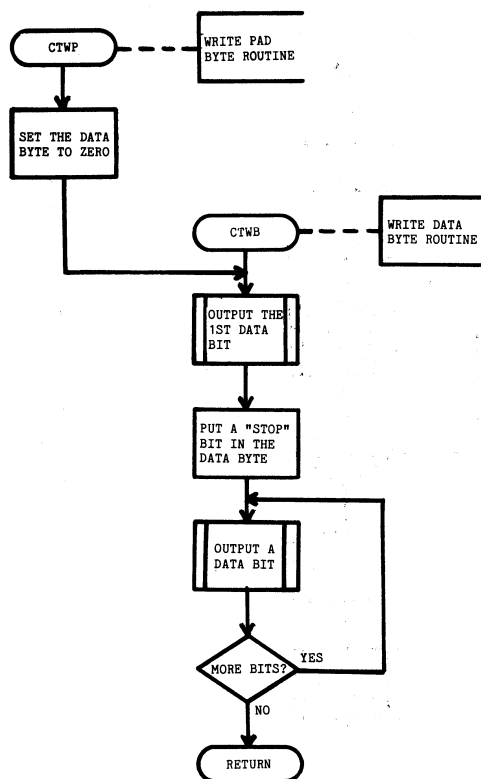 CTWP
WRITE PAD
BYTE ROUTINE
SET THE DATA
BYTE TO ZERO
CTWB
WRITE DATA
BYTE ROUTINE
OUTPUT THE
1ST DATA
BIT
PUT A "STOP"
BIT IN THE
DATA BYTE
OUTPUT A
DATA BIT
MORE BITS?
YES
NO
RETURN